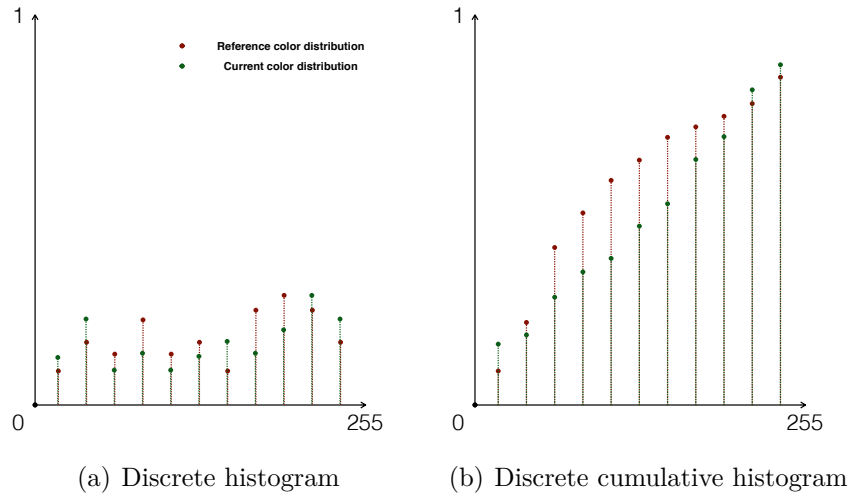 1
Reference color distribution
Current color distribution
0
255
(a) Discrete histogram
1
0
255
(b) Discrete cumulative histogram